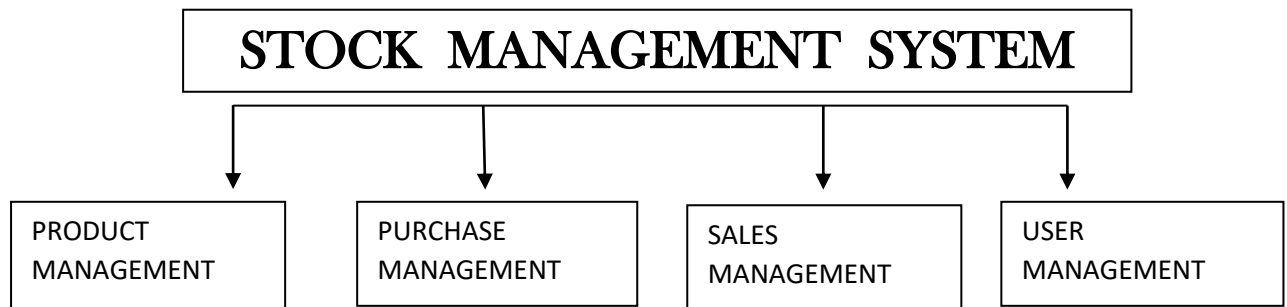 STOCK MANAGEMENT SYSTEM
PRODUCT
MANAGEMENT
PURCHASE
MANAGEMENT
SALES
MANAGEMENT
USER
MANAGEMENT